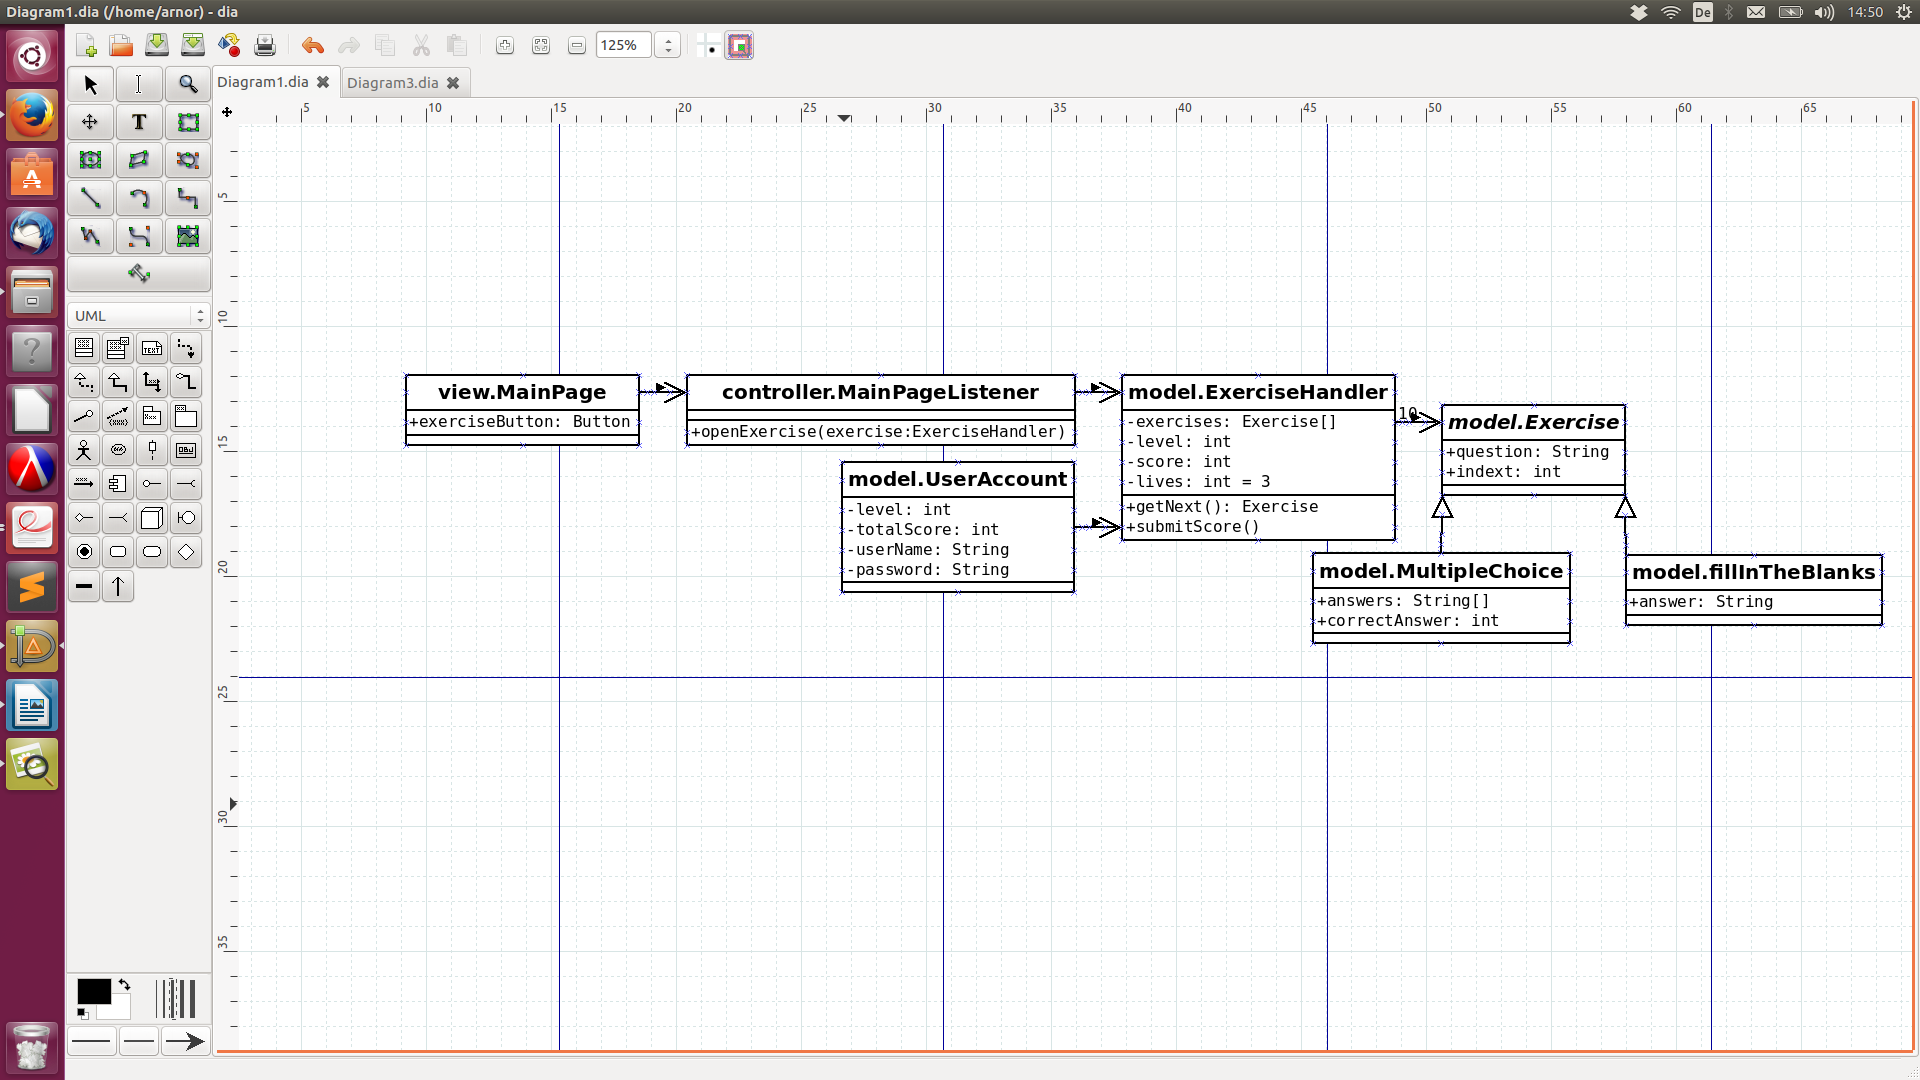 Diagram1.dia (/home/arnor) - dia
De
14:50
125%
Diagram1.dia
Diagram3.dia
T
UML
TEXT
OBJ
5 10 15 20 25 30 35 40 45 50 55 60 65
5
10
15
20
25
30
35
view.MainPage
+exerciseButton: Button
controller.MainPageListener
+openExercise(exercise:ExerciseHandler)
model.UserAccount
-level: int
-totalScore: int
-userName: String
-password: String
model.ExerciseHandler
-exercises: Exercise[]
-level: int
-score: int
-lives: int = 3
+getNext(): Exercise
+submitScore()
10
model.Exercise
+question: String
+indext: int
model.MultipleChoice
+answers: String[]
+correctAnswer: int
model.fillInTheBlanks
+answer: String